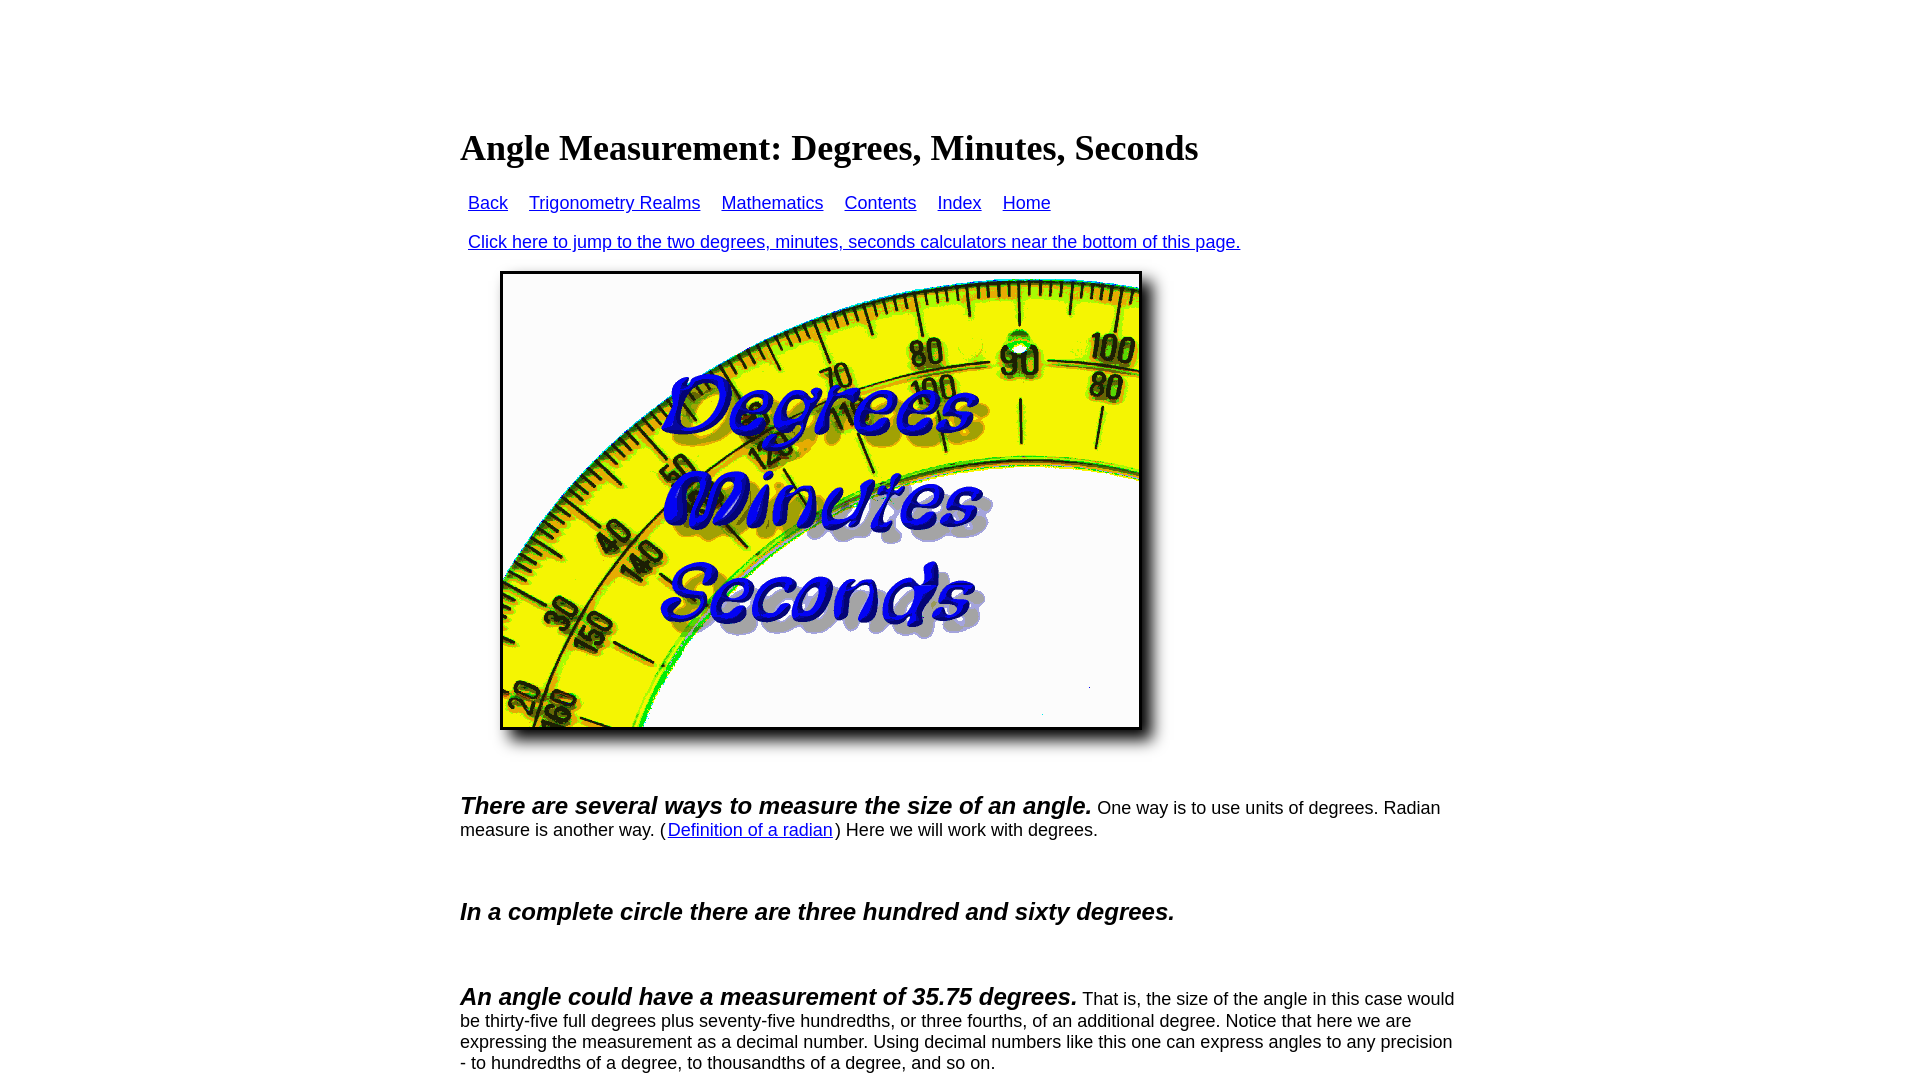 Angle Measurement: Degrees, Minutes, Seconds
Back Trigonometry Realms Mathematics Contents Index Home
Click here to jump to the two degrees, minutes, seconds calculators near the bottom of this page.
80 90 100
70 100 80
Degrees
120
50
Minutes
40
140
Seconds
30
150
20
160
There are several ways to measure the size of an angle. One way is to use units of degrees. Radian
measure is another way. (Definition of a radian) Here we will work with degrees.
In a complete circle there are three hundred and sixty degrees.
An angle could have a measurement of 35.75 degrees. That is, the size of the angle in this case would
be thirty-five full degrees plus seventy-five hundredths, or three fourths, of an additional degree. Notice that here we are
expressing the measurement as a decimal number. Using decimal numbers like this one can express angles to any precision
- to hundredths of a degree, to thousandths of a degree, and so on.